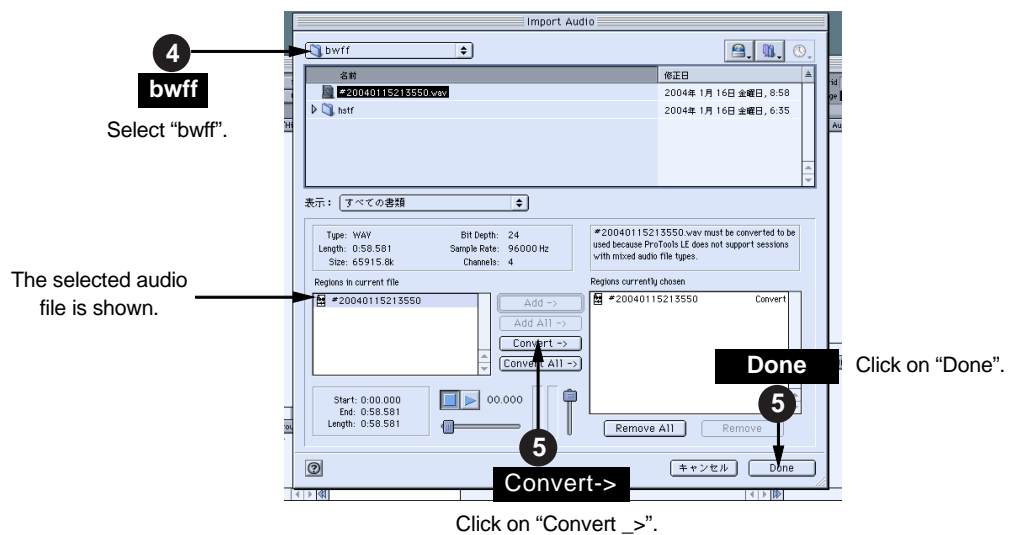 Import Audio
bwff
4
bwff
Select “bwff”.
名前
修正日
#20040115213550.wav
2004年 1月 16日 金曜日, 8:58
hstf
2004年 1月 16日 金曜日, 6:35
表示：
すべての書類
Type: WAV
Bit Depth: 24
Length: 0:58.581
Sample Rate: 96000 Hz
Size: 65915.8k
Channels: 4
#20040115213550.wav must be converted to be
used because ProTools LE does not support sessions
with mixed audio file types.
The selected audio
file is shown.
Regions in current file
#20040115213550
Add ->
Add All ->
Convert ->
Convert All ->
Regions currently chosen
#20040115213550
Convert
Done
Click on “Done”.
5
Start: 0:00.000
End: 0:58.581
Length: 0:58.581
00.000
Remove All
Remove
5
Convert->
?
キャンセル
Done
Click on “Convert _>”.